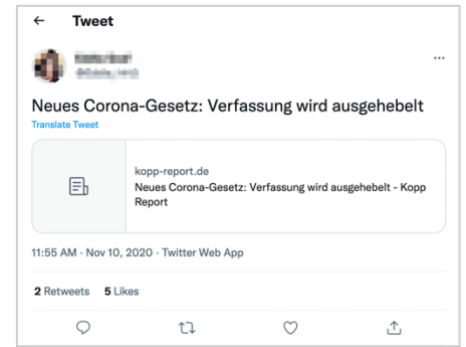 Tweet
Neues Corona-Gesetz: Verfassung wird ausgehebelt
Translate Tweet
kopp-report.de
Neues Corona-Gesetz: Verfassung wird ausgehebelt - Kopp
Report
11:55 AM · Nov 10, 2020 · Twitter Web App
2 Retweets 5 Likes